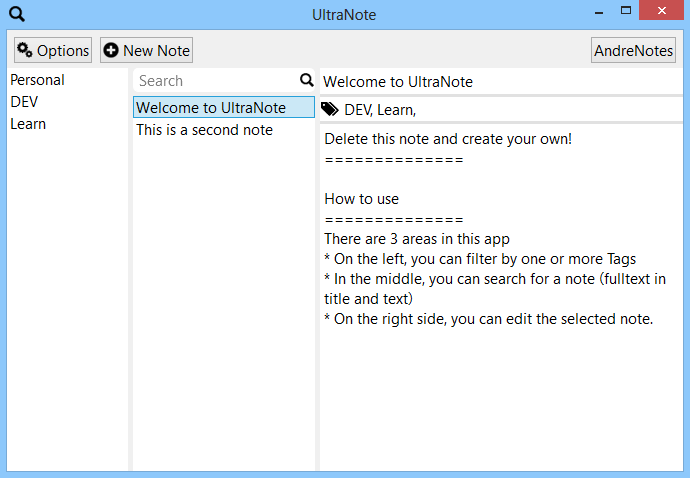 UltraNote
Options
New Note
AndreNotes
Personal
DEV
Learn
Search
Welcome to UltraNote
This is a second note
Welcome to UltraNote
DEV, Learn,
Delete this note and create your own!
==============

How to use
==============
There are 3 areas in this app
* On the left, you can filter by one or more Tags
* In the middle, you can search for a note (fulltext in
title and text)
* On the right side, you can edit the selected note.